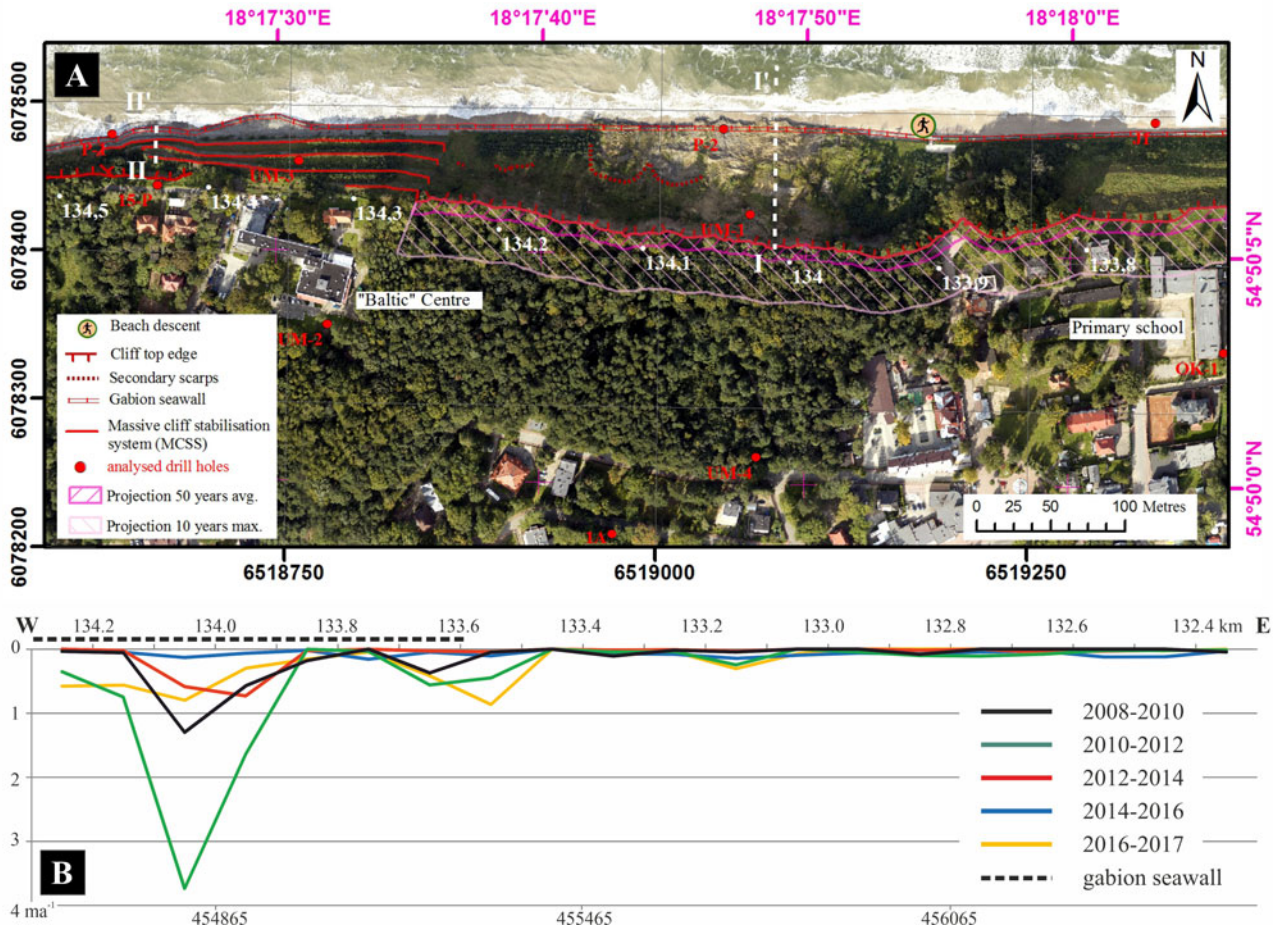 18°17'30"E 18°17'40"E 18°17'50"E 18°18'0"E
A
N
6078500
6078400
6078300
6078200
54°50'5"N
54°50'0"N
II'
I'
P-2
P-2
J1
II
UM-3
15-P
134,5
134,4
134,3
UM-1
134,2
134,1
I
134
133,9
133,8
"Baltic" Centre
Primary school
UM-2
OK-1
UM-4
1A
Beach descent
Cliff top edge
Secondary scarps
Gabion seawall
Massive cliff stabilisation
system (MCSS)
analysed drill holes
Projection 50 years avg.
Projection 10 years max.
0 25 50 100 Metres
6518750 6519000 6519250
W 134.2 134.0 133.8 133.6 133.4 133.2 133.0 132.8 132.6 132.4 km E
0
1
2
3
4 ma⁻¹
B
2008-2010
2010-2012
2012-2014
2014-2016
2016-2017
gabion seawall
454865 455465 456065